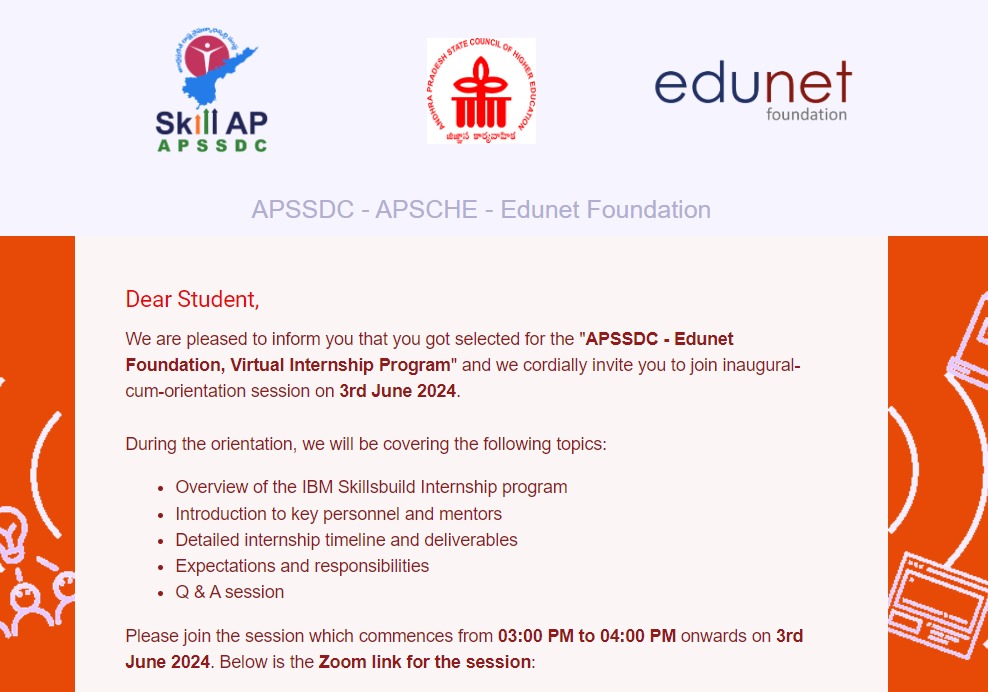 Skill AP
APSSDC
ANDHRA PRADESH STATE COUNCIL OF HIGHER EDUCATION
జిజ్ఞాస కార్యవాహిక
edunet
foundation
APSSDC - APSCHE - Edunet Foundation
Dear Student,
We are pleased to inform you that you got selected for the "APSSDC - Edunet
Foundation, Virtual Internship Program" and we cordially invite you to join inaugural-
cum-orientation session on 3rd June 2024.
During the orientation, we will be covering the following topics:
• Overview of the IBM Skillsbuild Internship program
• Introduction to key personnel and mentors
• Detailed internship timeline and deliverables
• Expectations and responsibilities
• Q & A session
Please join the session which commences from 03:00 PM to 04:00 PM onwards on 3rd
June 2024. Below is the Zoom link for the session: